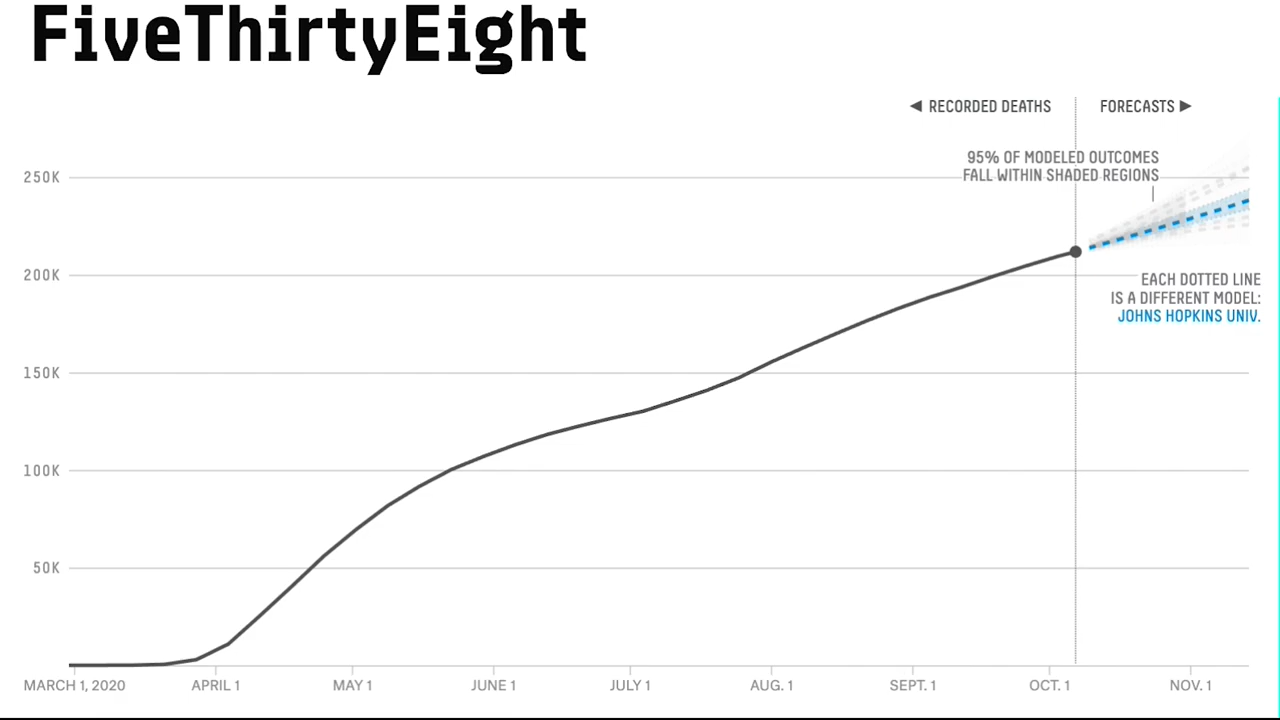 FiveThirtyEight
◀ RECORDED DEATHS
FORECASTS ▶
95% OF MODELED OUTCOMES
FALL WITHIN SHADED REGIONS
250K
200K
EACH DOTTED LINE
IS A DIFFERENT MODEL:
JOHNS HOPKINS UNIV.
150K
100K
50K
MARCH 1, 2020
APRIL 1
MAY 1
JUNE 1
JULY 1
AUG. 1
SEPT. 1
OCT. 1
NOV. 1